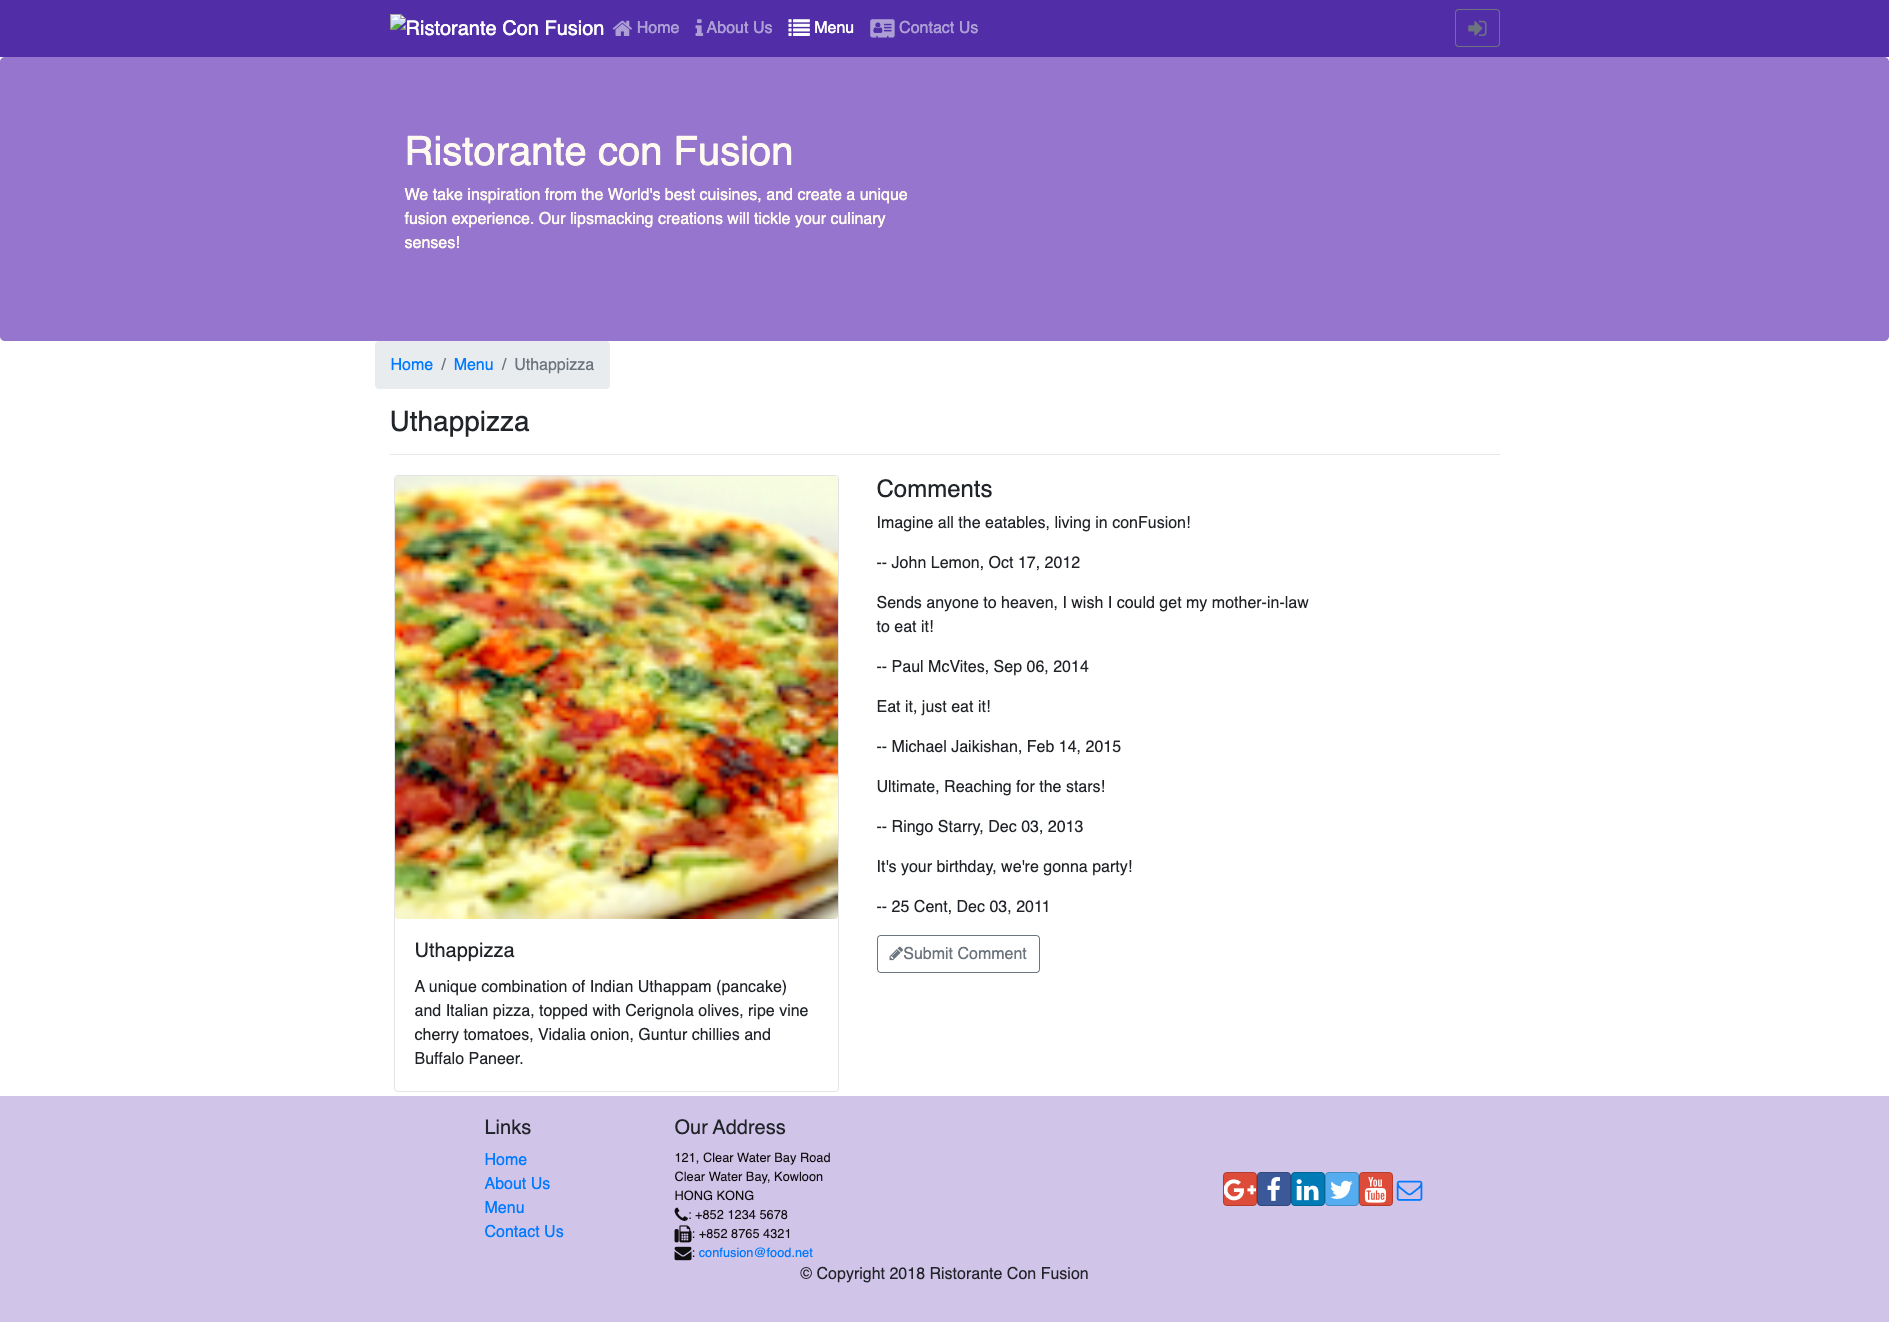 Ristorante Con Fusion Home About Us Menu Contact Us
Ristorante con Fusion
We take inspiration from the World's best cuisines, and create a unique
fusion experience. Our lipsmacking creations will tickle your culinary
senses!
Home / Menu / Uthappizza
Uthappizza
Uthappizza
A unique combination of Indian Uthappam (pancake)
and Italian pizza, topped with Cerignola olives, ripe vine
cherry tomatoes, Vidalia onion, Guntur chillies and
Buffalo Paneer.
Comments
Imagine all the eatables, living in conFusion!
-- John Lemon, Oct 17, 2012
Sends anyone to heaven, I wish I could get my mother-in-law
to eat it!
-- Paul McVites, Sep 06, 2014
Eat it, just eat it!
-- Michael Jaikishan, Feb 14, 2015
Ultimate, Reaching for the stars!
-- Ringo Starry, Dec 03, 2013
It's your birthday, we're gonna party!
-- 25 Cent, Dec 03, 2011
Submit Comment
Links
Home
About Us
Menu
Contact Us
Our Address
121, Clear Water Bay Road
Clear Water Bay, Kowloon
HONG KONG
: +852 1234 5678
: +852 8765 4321
: confusion@food.net
G+ f in You Tube
© Copyright 2018 Ristorante Con Fusion